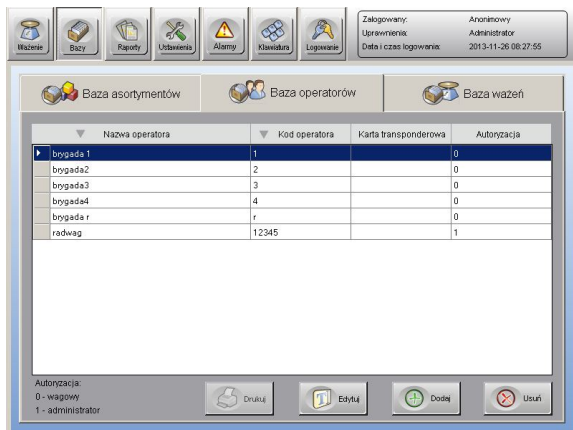 Ważenie Bazy Raporty Ustawienia Alarmy Klawiatura Logowanie
Zalogowany: Anonimowy
Uprawnienia: Administrator
Data i czas logowania: 2013-11-26 08:27:55
Baza asortymentów Baza operatorów Baza ważeń
Nazwa operatora Kod operatora Karta transponderowa Autoryzacja
brygada 1 1 0
brygada2 2 0
brygada3 3 0
brygada4 4 0
brygada r r 0
radwag 12345 1
Autoryzacja:
0 - wagowy
1 - administrator
Drukuj Edytuj Dodaj Usuń